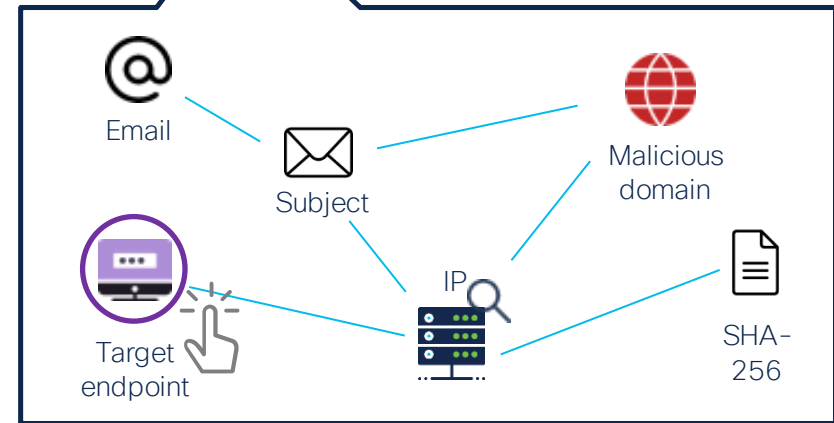 Email
Subject
Malicious
domain
Target
endpoint
IP
SHA-
256